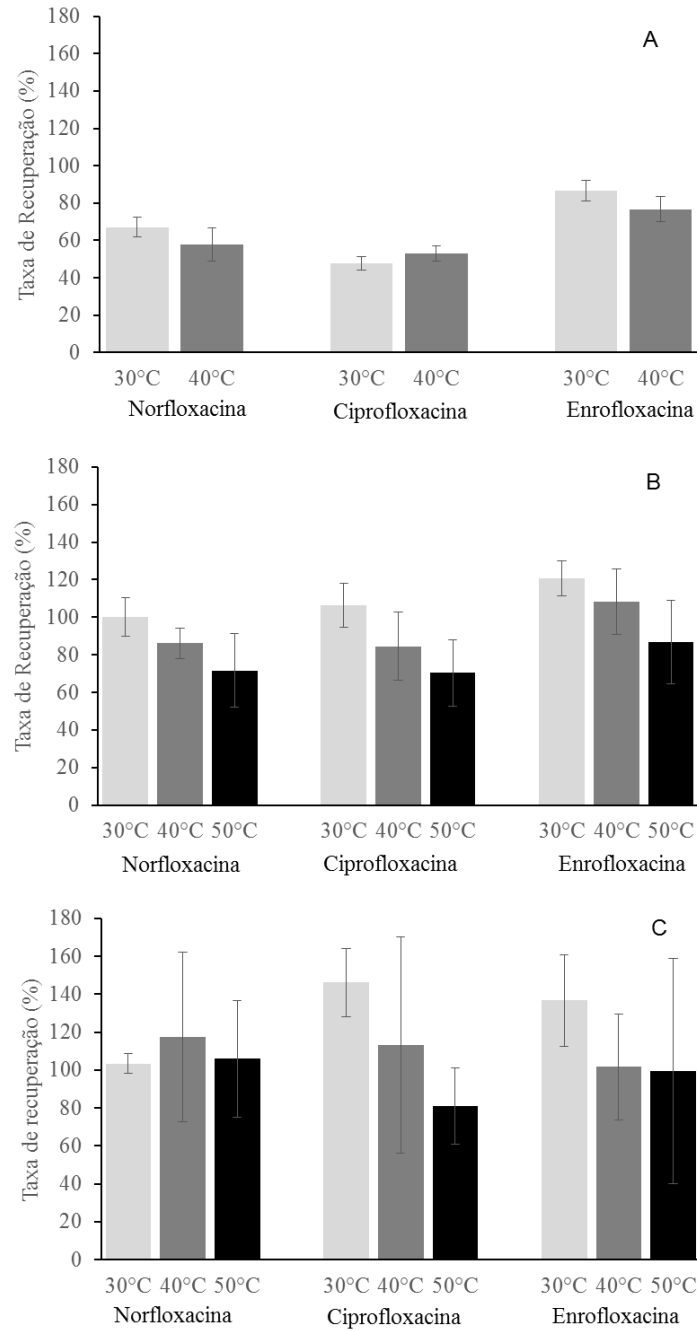 A
Taxa de Recuperação (%)
180
160
140
120
100
80
60
40
20
0
30°C 40°C 30°C 40°C 30°C 40°C
Norfloxacina Ciprofloxacina Enrofloxacina
B
Taxa de Recuperação (%)
180
160
140
120
100
80
60
40
20
0
30°C 40°C 50°C 30°C 40°C 50°C 30°C 40°C 50°C
Norfloxacina Ciprofloxacina Enrofloxacina
C
Taxa de recuperação (%)
180
160
140
120
100
80
60
40
20
0
30°C 40°C 50°C 30°C 40°C 50°C 30°C 40°C 50°C
Norfloxacina Ciprofloxacina Enrofloxacina